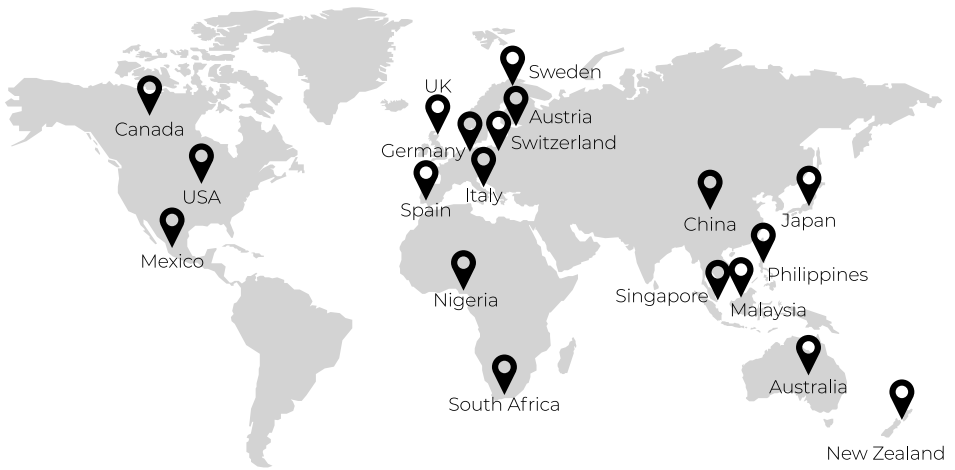 Sweden
UK
Austria
Canada
Switzerland
Germany
USA
Italy
Spain
China
Japan
Mexico
Philippines
Nigeria
Singapore
Malaysia
Australia
South Africa
New Zealand